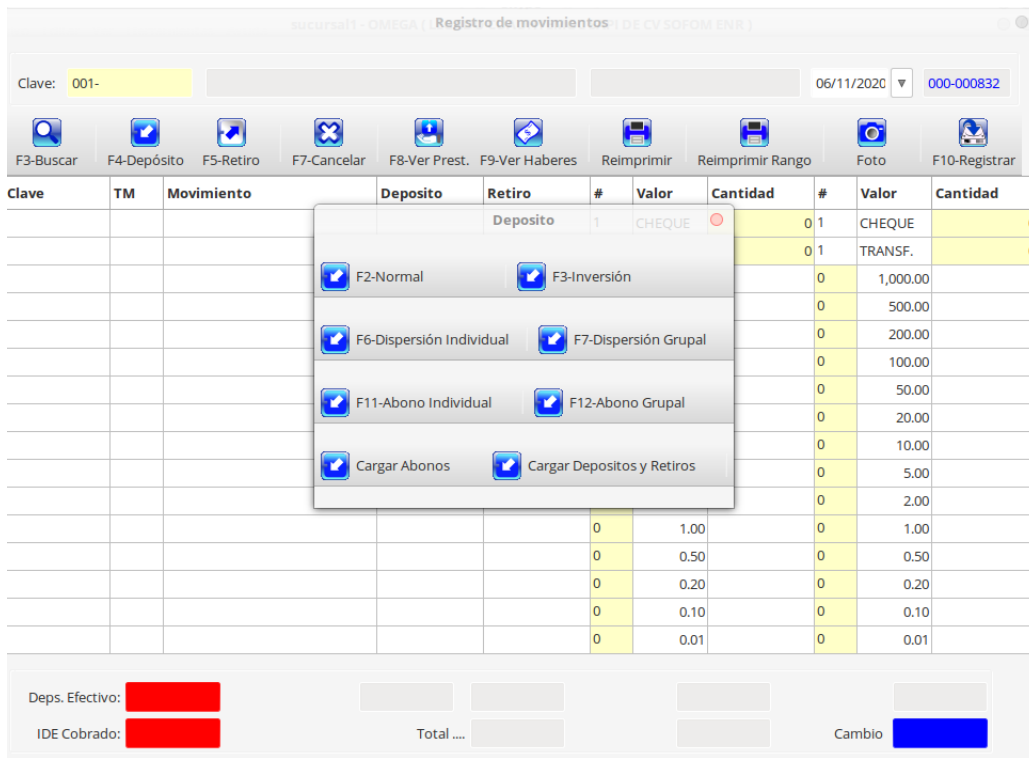 sucursal1 - OMEGA ( Registro de movimientos PI DE CV SOFOM ENR )
Clave: 001- 06/11/2020 000-000832
F3-Buscar F4-Depósito F5-Retiro F7-Cancelar F8-Ver Prest. F9-Ver Haberes Reimprimir Reimprimir Rango Foto F10-Registrar
Clave TM Movimiento Deposito Retiro # Valor Cantidad # Valor Cantidad
Deposito
1 CHEQUE 0 1 CHEQUE
0 1 TRANSF.
F2-Normal F3-Inversión
0 1,000.00
0 500.00
F6-Dispersión Individual F7-Dispersión Grupal
0 200.00
0 100.00
0 50.00
F11-Abono Individual F12-Abono Grupal
0 20.00
0 10.00
Cargar Abonos Cargar Depositos y Retiros
0 5.00
0 2.00
0 1.00 0 1.00
0 0.50 0 0.50
0 0.20 0 0.20
0 0.10 0 0.10
0 0.01 0 0.01
Deps. Efectivo:
IDE Cobrado: Total .... Cambio